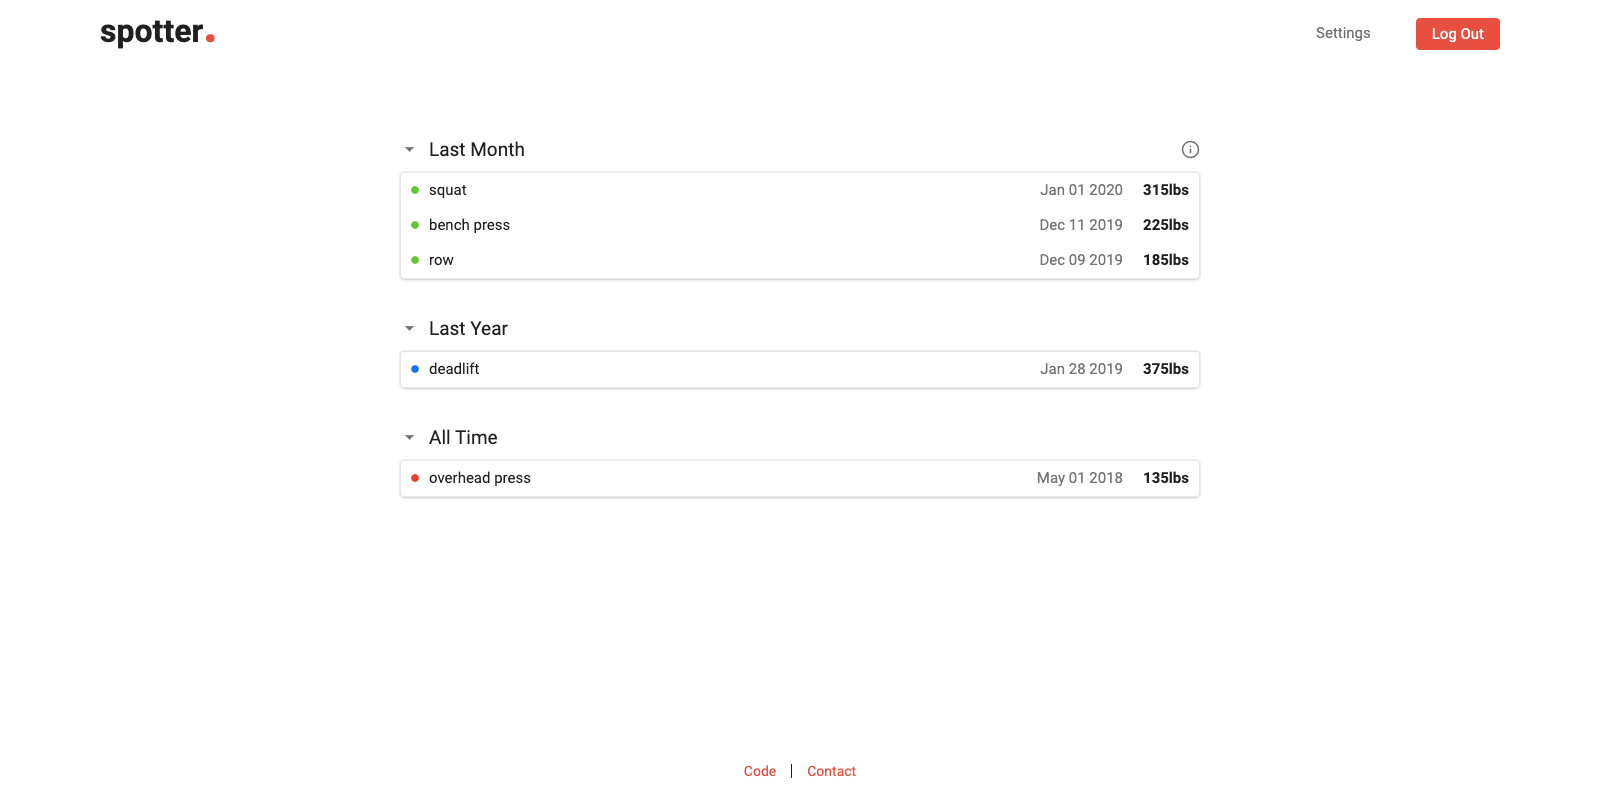 spotter.
Settings
Log Out
Last Month
squat Jan 01 2020 315lbs
bench press Dec 11 2019 225lbs
row Dec 09 2019 185lbs
Last Year
deadlift Jan 28 2019 375lbs
All Time
overhead press May 01 2018 135lbs
Code | Contact